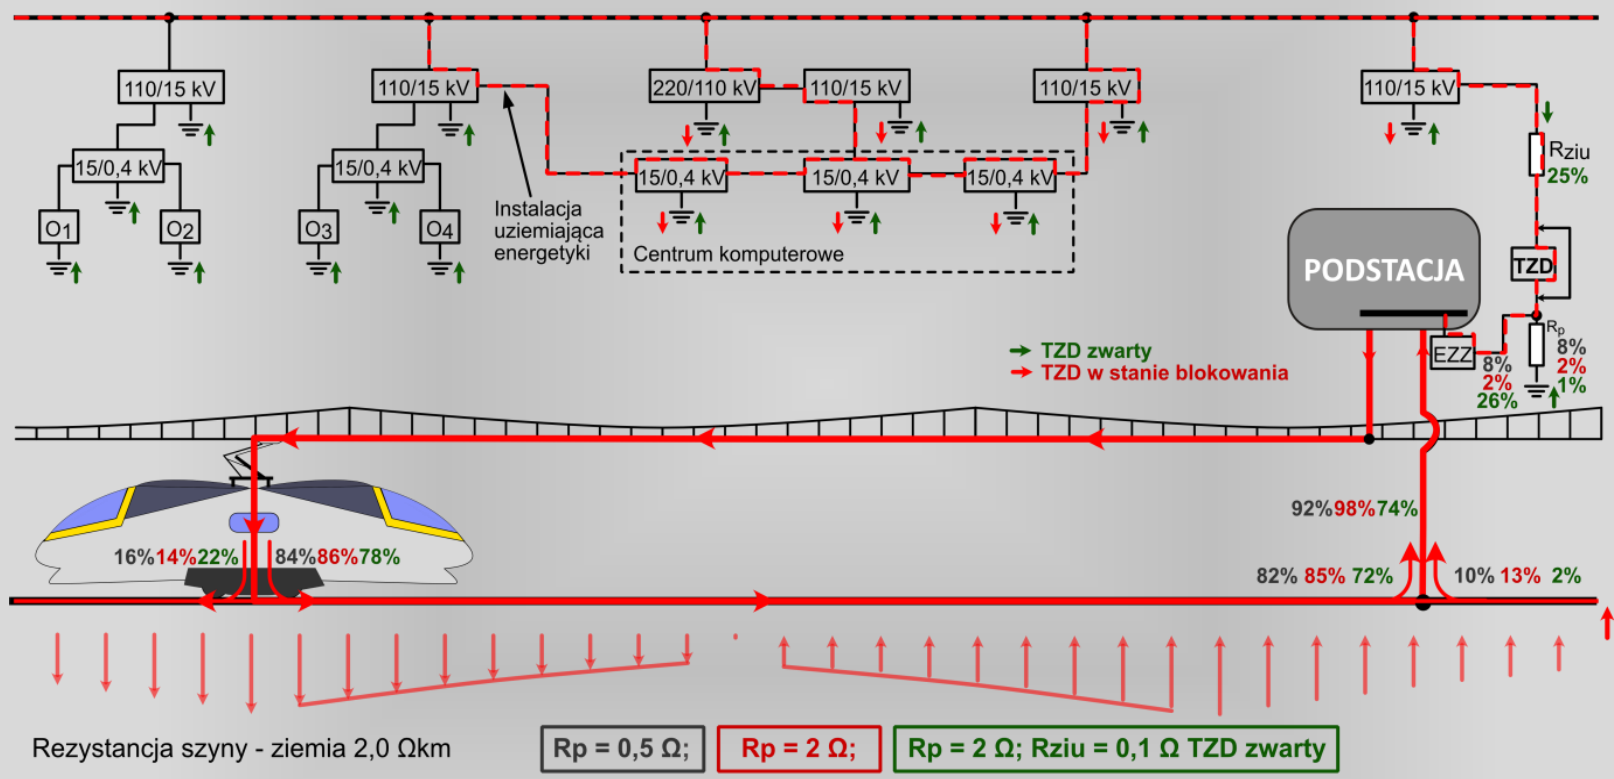 110/15 kV
110/15 kV
220/110 kV
110/15 kV
110/15 kV
110/15 kV
15/0,4 kV
15/0,4 kV
15/0,4 kV
15/0,4 kV
15/0,4 kV
Rziu
25%
O1
O2
O3
O4
Instalacja
uziemiająca
energetyki
Centrum komputerowe
PODSTACJA
TZD
Rp
EZZ
8%
2%
26%
8%
2%
1%
TZD zwarty
TZD w stanie blokowania
92%98%74%
16%14%22%
84%86%78%
82% 85% 72%
10% 13% 2%
Rezystancja szyny - ziemia 2,0 Ωkm
Rp = 0,5 Ω;
Rp = 2 Ω;
Rp = 2 Ω; Rziu = 0,1 Ω TZD zwarty